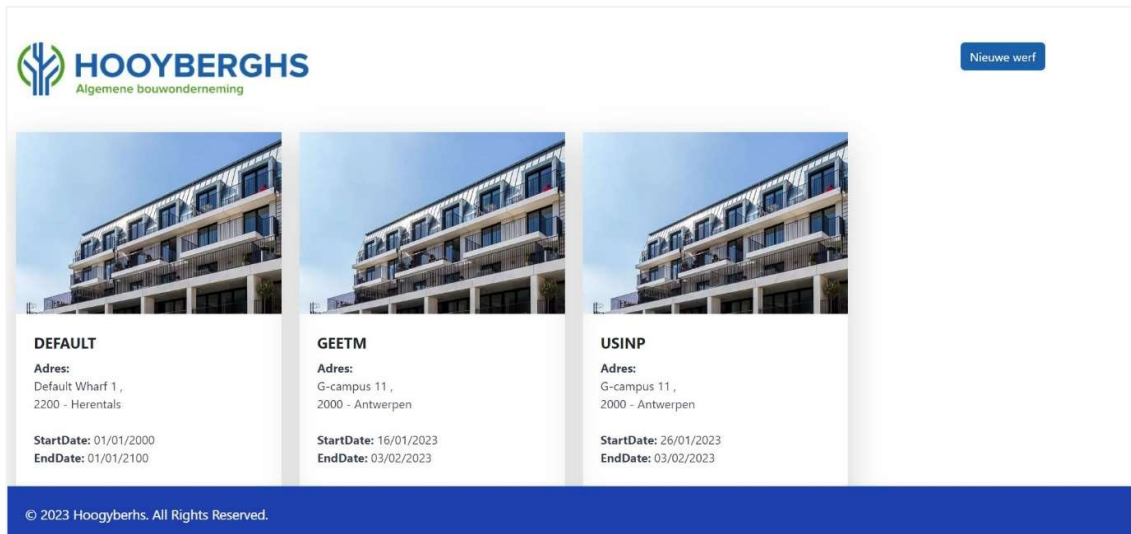 HOOYBERGHS
Algemene bouwonderneming
Nieuwe werf
DEFAULT
Adres:
Default Wharf 1 ,
2200 - Herentals
StartDate: 01/01/2000
EndDate: 01/01/2100
GEETM
Adres:
G-campus 11 ,
2000 - Antwerpen
StartDate: 16/01/2023
EndDate: 03/02/2023
USINP
Adres:
G-campus 11 ,
2000 - Antwerpen
StartDate: 26/01/2023
EndDate: 03/02/2023
© 2023 Hoogyberhs. All Rights Reserved.